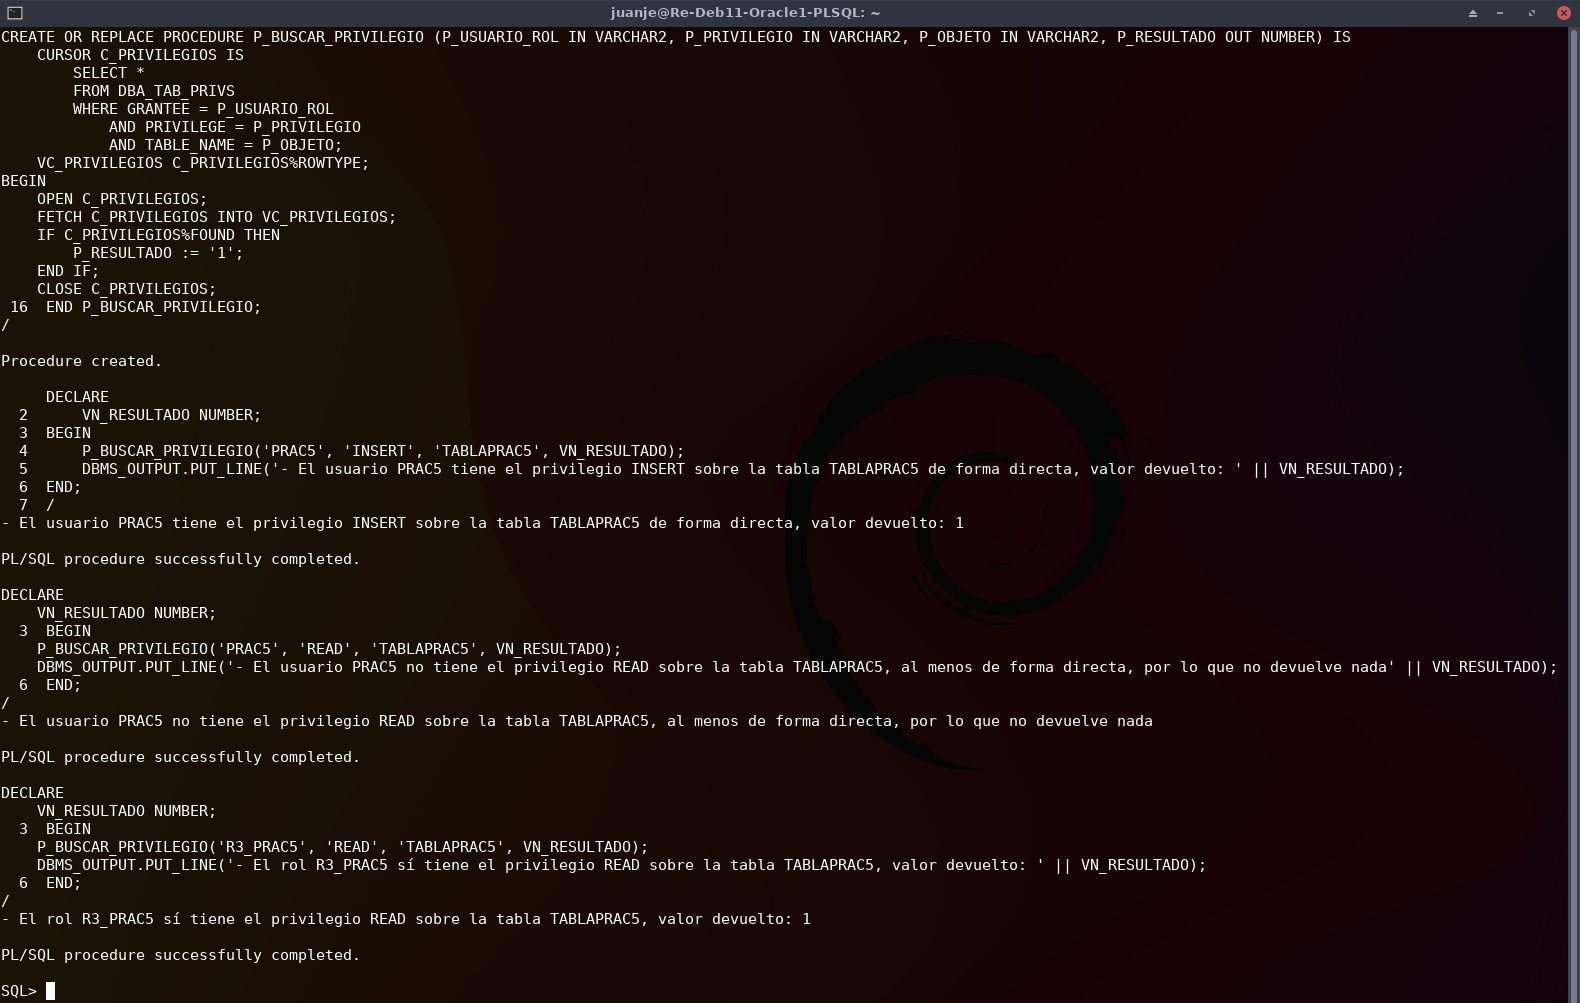 juanje@Re-Deb11-Oracle1-PLSQL: ~
CREATE OR REPLACE PROCEDURE P_BUSCAR_PRIVILEGIO (P_USUARIO_ROL IN VARCHAR2, P_PRIVILEGIO IN VARCHAR2, P_OBJETO IN VARCHAR2, P_RESULTADO OUT NUMBER) IS
    CURSOR C_PRIVILEGIOS IS
        SELECT *
        FROM DBA_TAB_PRIVS
        WHERE GRANTEE = P_USUARIO_ROL
            AND PRIVILEGE = P_PRIVILEGIO
            AND TABLE_NAME = P_OBJETO;
    VC_PRIVILEGIOS C_PRIVILEGIOS%ROWTYPE;
BEGIN
    OPEN C_PRIVILEGIOS;
    FETCH C_PRIVILEGIOS INTO VC_PRIVILEGIOS;
    IF C_PRIVILEGIOS%FOUND THEN
        P_RESULTADO := '1';
    END IF;
    CLOSE C_PRIVILEGIOS;
 16  END P_BUSCAR_PRIVILEGIO;
/
Procedure created.
     DECLARE
  2      VN_RESULTADO NUMBER;
  3  BEGIN
  4      P_BUSCAR_PRIVILEGIO('PRAC5', 'INSERT', 'TABLAPRAC5', VN_RESULTADO);
  5      DBMS_OUTPUT.PUT_LINE('- El usuario PRAC5 tiene el privilegio INSERT sobre la tabla TABLAPRAC5 de forma directa, valor devuelto: ' || VN_RESULTADO);
  6  END;
  7  /
- El usuario PRAC5 tiene el privilegio INSERT sobre la tabla TABLAPRAC5 de forma directa, valor devuelto: 1
PL/SQL procedure successfully completed.
DECLARE
    VN_RESULTADO NUMBER;
  3  BEGIN
    P_BUSCAR_PRIVILEGIO('PRAC5', 'READ', 'TABLAPRAC5', VN_RESULTADO);
    DBMS_OUTPUT.PUT_LINE('- El usuario PRAC5 no tiene el privilegio READ sobre la tabla TABLAPRAC5, al menos de forma directa, por lo que no devuelve nada' || VN_RESULTADO);
  6  END;
/
- El usuario PRAC5 no tiene el privilegio READ sobre la tabla TABLAPRAC5, al menos de forma directa, por lo que no devuelve nada
PL/SQL procedure successfully completed.
DECLARE
    VN_RESULTADO NUMBER;
  3  BEGIN
    P_BUSCAR_PRIVILEGIO('R3_PRAC5', 'READ', 'TABLAPRAC5', VN_RESULTADO);
    DBMS_OUTPUT.PUT_LINE('- El rol R3_PRAC5 sí tiene el privilegio READ sobre la tabla TABLAPRAC5, valor devuelto: ' || VN_RESULTADO);
  6  END;
/
- El rol R3_PRAC5 sí tiene el privilegio READ sobre la tabla TABLAPRAC5, valor devuelto: 1
PL/SQL procedure successfully completed.
SQL>